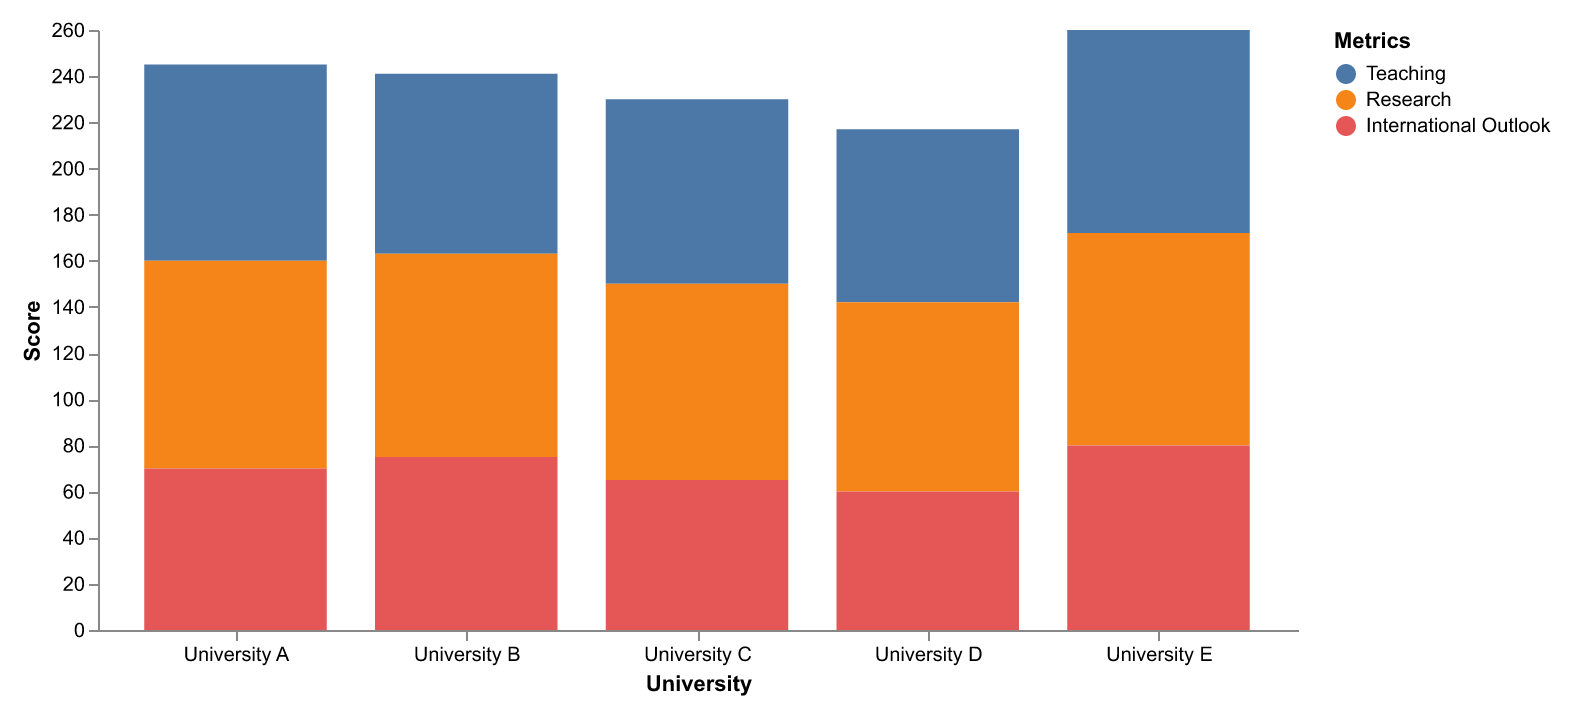 260
240
220
200
180
160
140
120
100
80
60
40
20
0
Score
University A
University B
University C
University D
University E
University
Metrics
Teaching
Research
International Outlook